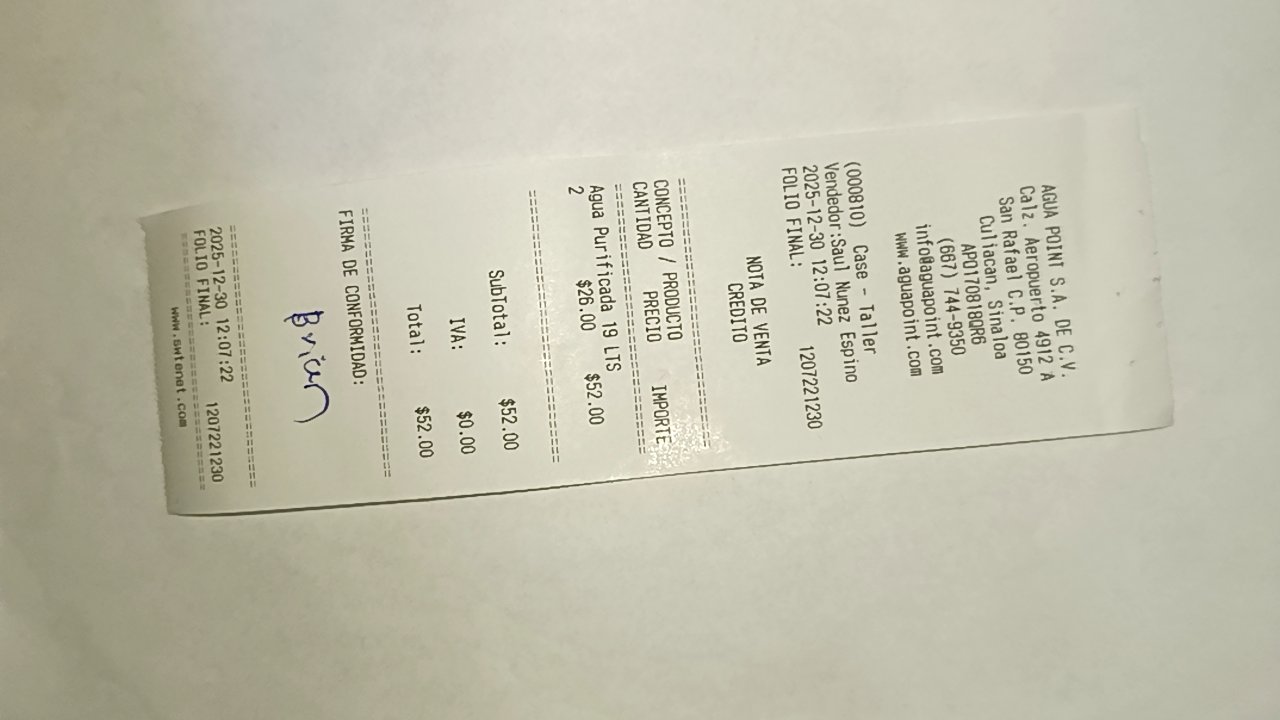 AGUA POINT S.A. DE C.V.
Calz. Aeropuerto 4912 A
San Rafael C.P. 80150
Culiacan, Sinaloa
APO170818QR6
(667) 744-9350
info@aguapoint.com
www.aguapoint.com
(000810) Case - Taller
Vendedor:Saul Nunez Espino
2025-12-30 12:07:22
FOLIO FINAL: 1207221230
NOTA DE VENTA
CREDITO
==============================
CONCEPTO / PRODUCTO
CANTIDAD PRECIO IMPORTE
==============================
Agua Purificada 19 LTS
2 $26.00 $52.00
==============================
SubTotal: $52.00
IVA: $0.00
Total: $52.00
==============================
FIRMA DE CONFORMIDAD:
Brian
==============================
2025-12-30 12:07:22
FOLIO FINAL: 1207221230
==============================
www.swtenet.com